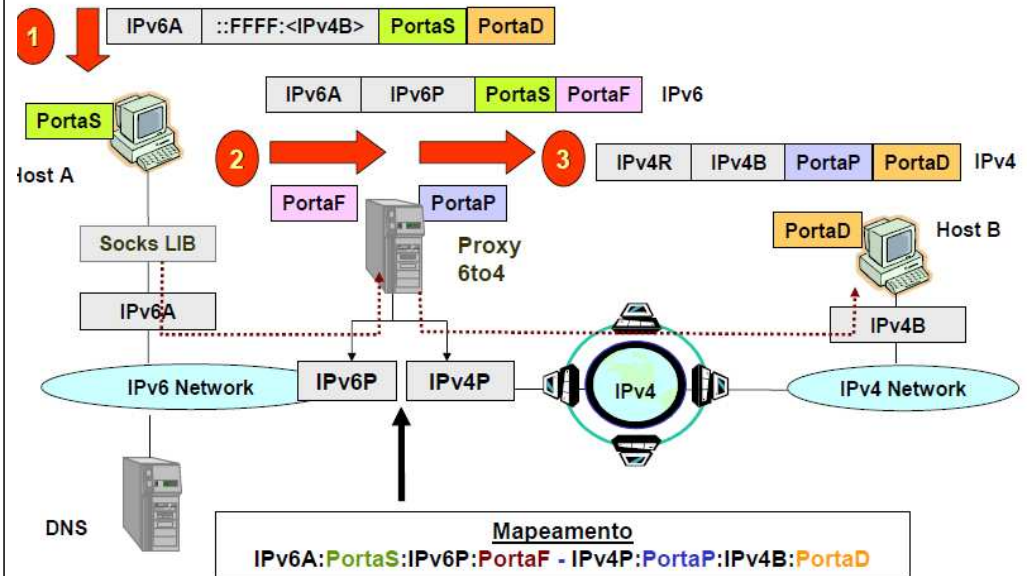 1
IPv6A ::FFFF:<IPv4B> PortaS PortaD
IPv6A IPv6P PortaS PortaF IPv6
PortaS
2
3
IPv4R IPv4B PortaP PortaD IPv4
Host A
PortaF
PortaP
PortaD
Host B
Socks LIB
Proxy
6to4
IPv6A
IPv4B
IPv6 Network
IPv6P
IPv4P
IPv4
IPv4 Network
DNS
Mapeamento
IPv6A:PortaS:IPv6P:PortaF - IPv4P:PortaP:IPv4B:PortaD